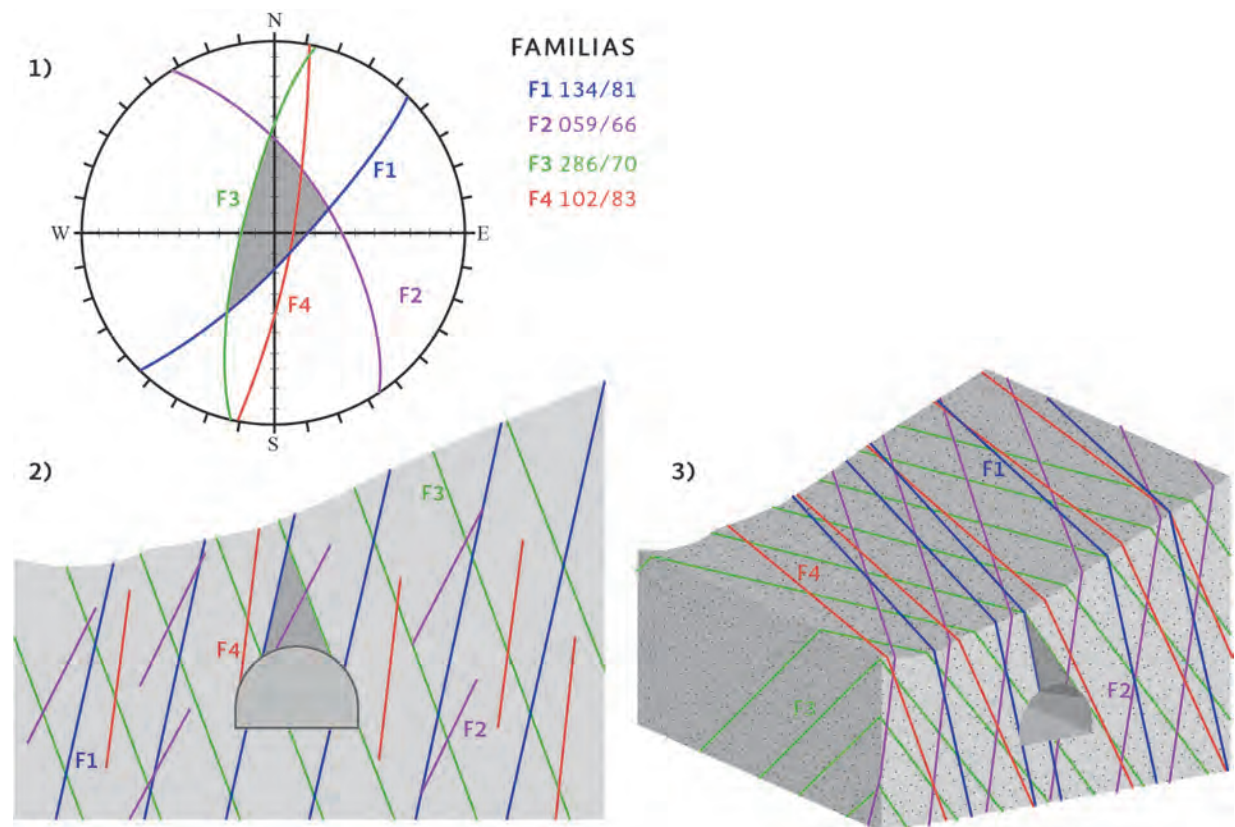 1)
N
W
E
S
F1
F2
F3
F4
FAMILIAS
F1 134/81
F2 059/66
F3 286/70
F4 102/83
2)
F3
F4
F1
F2
3)
F1
F4
F3
F2